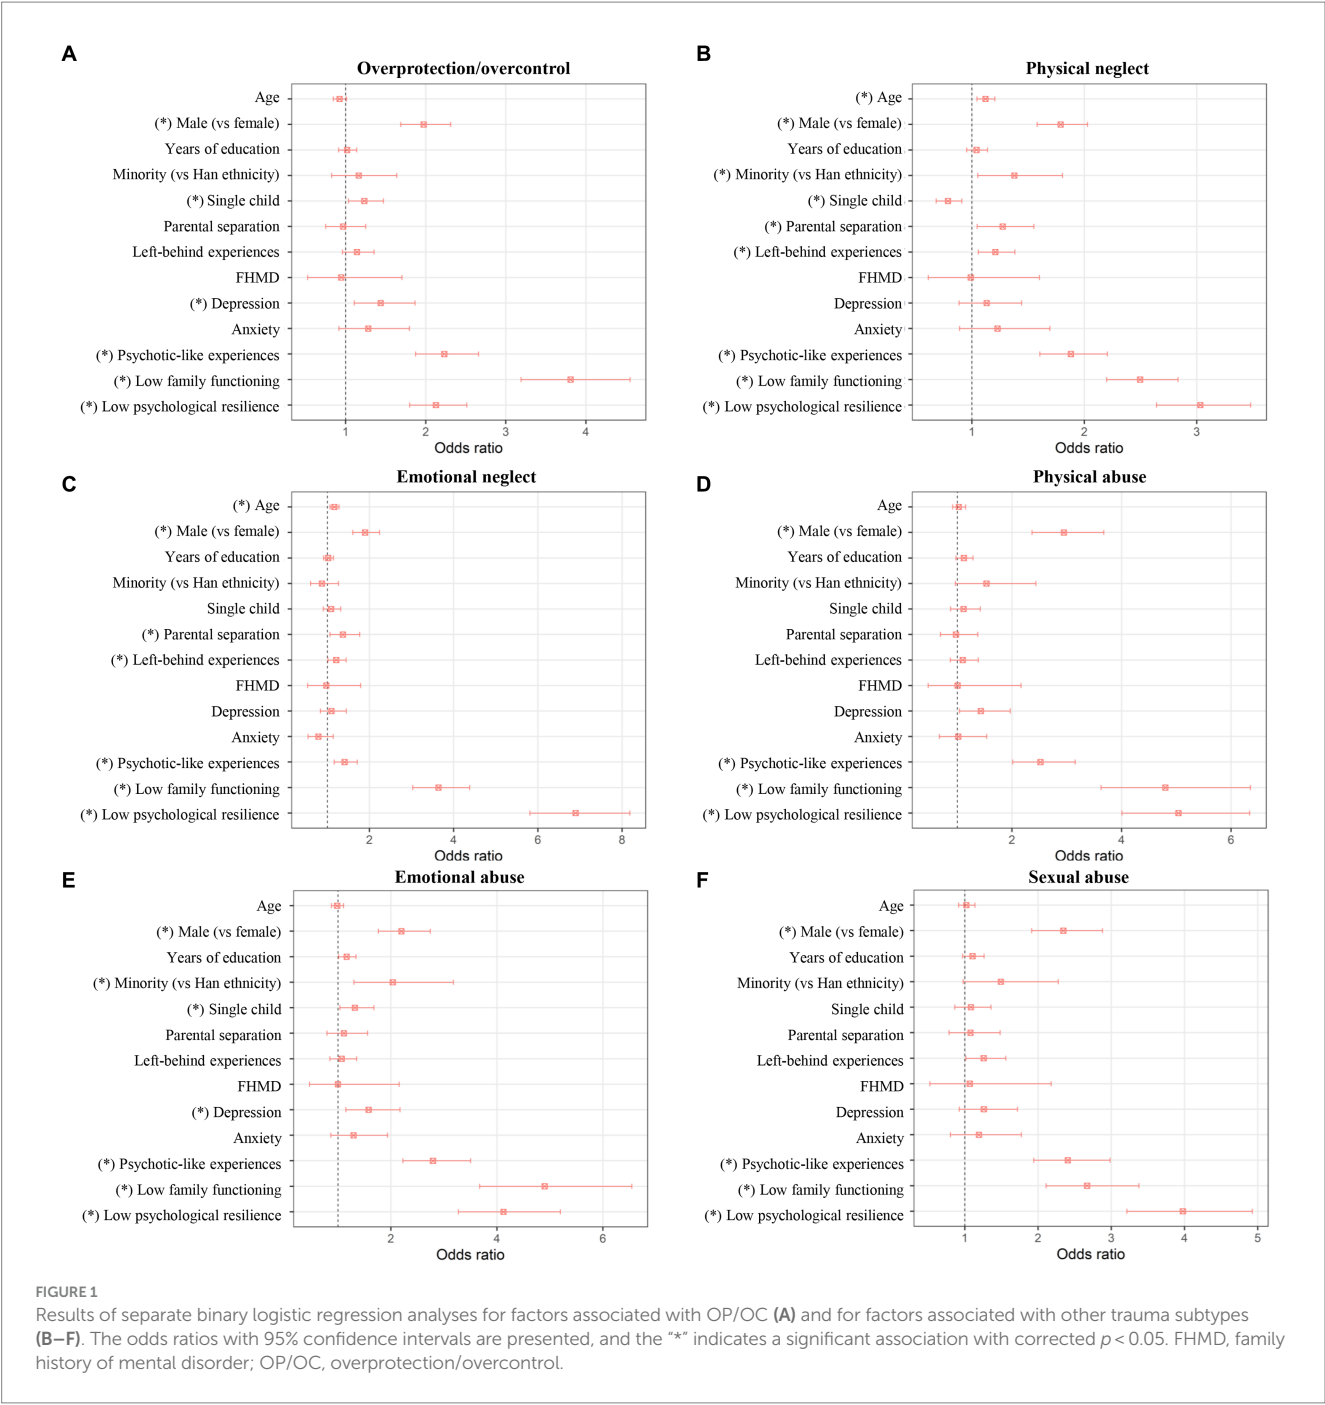 A
Overprotection/overcontrol
Age
(*) Male (vs female)
Years of education
Minority (vs Han ethnicity)
(*) Single child
Parental separation
Left-behind experiences
FHMD
(*) Depression
Anxiety
(*) Psychotic-like experiences
(*) Low family functioning
(*) Low psychological resilience
1 2 3 4
Odds ratio
B
Physical neglect
(*) Age
(*) Male (vs female)
Years of education
(*) Minority (vs Han ethnicity)
(*) Single child
(*) Parental separation
(*) Left-behind experiences
FHMD
Depression
Anxiety
(*) Psychotic-like experiences
(*) Low family functioning
(*) Low psychological resilience
1 2 3
Odds ratio
C
Emotional neglect
(*) Age
(*) Male (vs female)
Years of education
Minority (vs Han ethnicity)
Single child
(*) Parental separation
(*) Left-behind experiences
FHMD
Depression
Anxiety
(*) Psychotic-like experiences
(*) Low family functioning
(*) Low psychological resilience
2 4 6 8
Odds ratio
D
Physical abuse
Age
(*) Male (vs female)
Years of education
Minority (vs Han ethnicity)
Single child
Parental separation
Left-behind experiences
FHMD
Depression
Anxiety
(*) Psychotic-like experiences
(*) Low family functioning
(*) Low psychological resilience
2 4 6
Odds ratio
E
Emotional abuse
Age
(*) Male (vs female)
Years of education
(*) Minority (vs Han ethnicity)
(*) Single child
Parental separation
Left-behind experiences
FHMD
(*) Depression
Anxiety
(*) Psychotic-like experiences
(*) Low family functioning
(*) Low psychological resilience
2 4 6
Odds ratio
F
Sexual abuse
Age
(*) Male (vs female)
Years of education
Minority (vs Han ethnicity)
Single child
Parental separation
Left-behind experiences
FHMD
Depression
Anxiety
(*) Psychotic-like experiences
(*) Low family functioning
(*) Low psychological resilience
1 2 3 4 5
Odds ratio
FIGURE 1
Results of separate binary logistic regression analyses for factors associated with OP/OC (A) and for factors associated with other trauma subtypes
(B–F). The odds ratios with 95% confidence intervals are presented, and the “*” indicates a significant association with corrected p < 0.05. FHMD, family
history of mental disorder; OP/OC, overprotection/overcontrol.